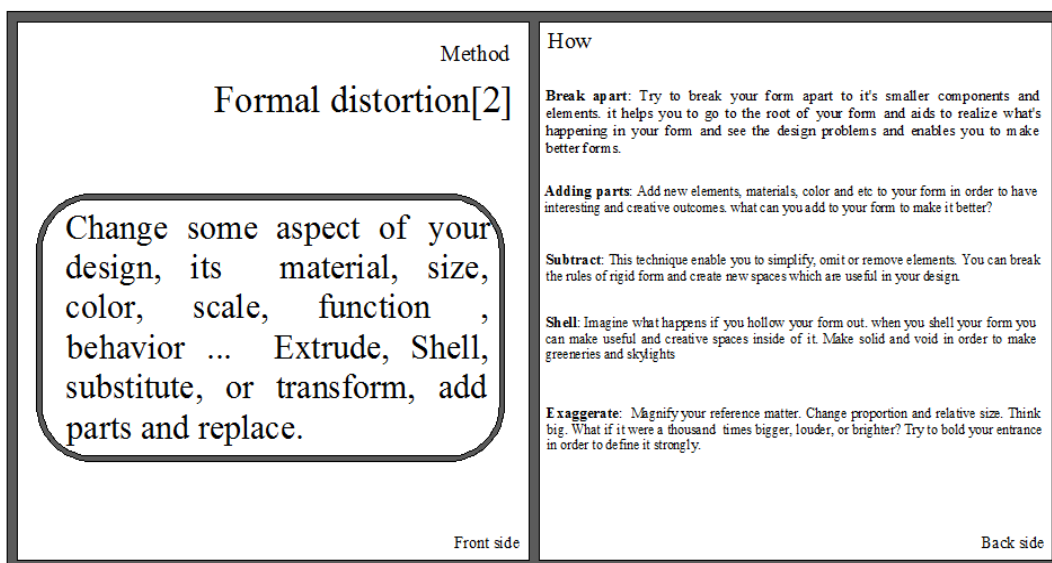 Method
Formal distortion[2]
Change some aspect of your
design, its material, size,
color, scale, function ,
behavior ... Extrude, Shell,
substitute, or transform, add
parts and replace.
Front side
How
Break apart: Try to break your form apart to it's smaller components and
elements. it helps you to go to the root of your form and aids to realize what's
happening in your form and see the design problems and enables you to make
better forms.
Adding parts: Add new elements, materials, color and etc to your form in order to have
interesting and creative outcomes. what can you add to your form to make it better?
Subtract: This technique enable you to simplify, omit or remove elements. You can break
the rules of rigid form and create new spaces which are useful in your design.
Shell: Imagine what happens if you hollow your form out. when you shell your form you
can make useful and creative spaces inside of it. Make solid and void in order to make
greeneries and skylights
Exaggerate: Magnify your reference matter. Change proportion and relative size. Think
big. What if it were a thousand times bigger, louder, or brighter? Try to bold your entrance
in order to define it strongly.
Back side